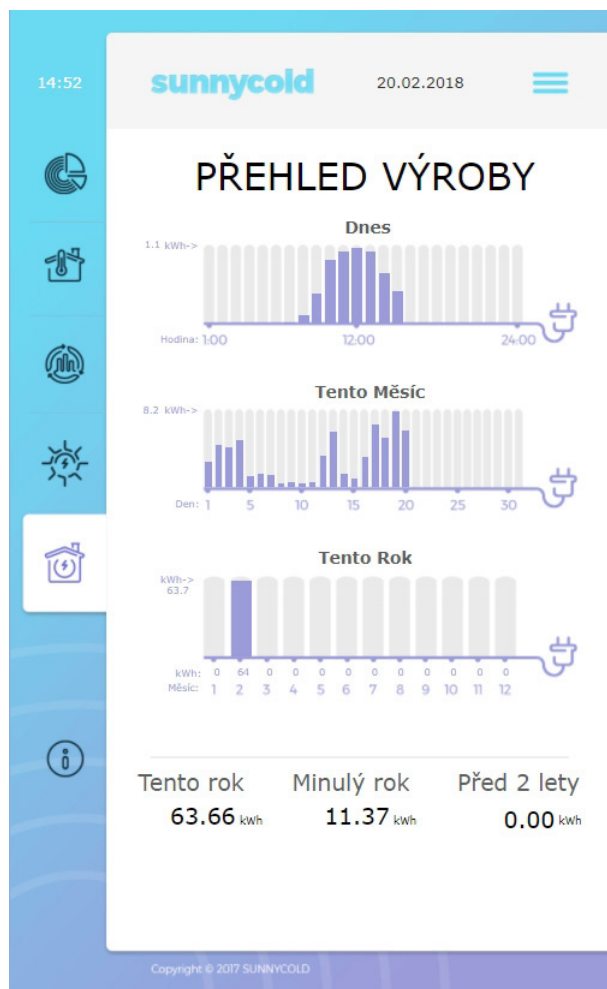 14:52 sunnycold 20.02.2018
PŘEHLED VÝROBY
Dnes
1.1 kWh->
Hodina: 1:00 12:00 24:00
Tento Měsíc
8.2 kWh->
Den: 1 5 10 15 20 25 30
Tento Rok
kWh->
63.7
kWh: 0 64 0 0 0 0 0 0 0 0 0 0
Měsíc: 1 2 3 4 5 6 7 8 9 10 11 12
Tento rok Minulý rok Před 2 lety
63.66 kWh 11.37 kWh 0.00 kWh
Copyright © 2017 SUNNYCOLD